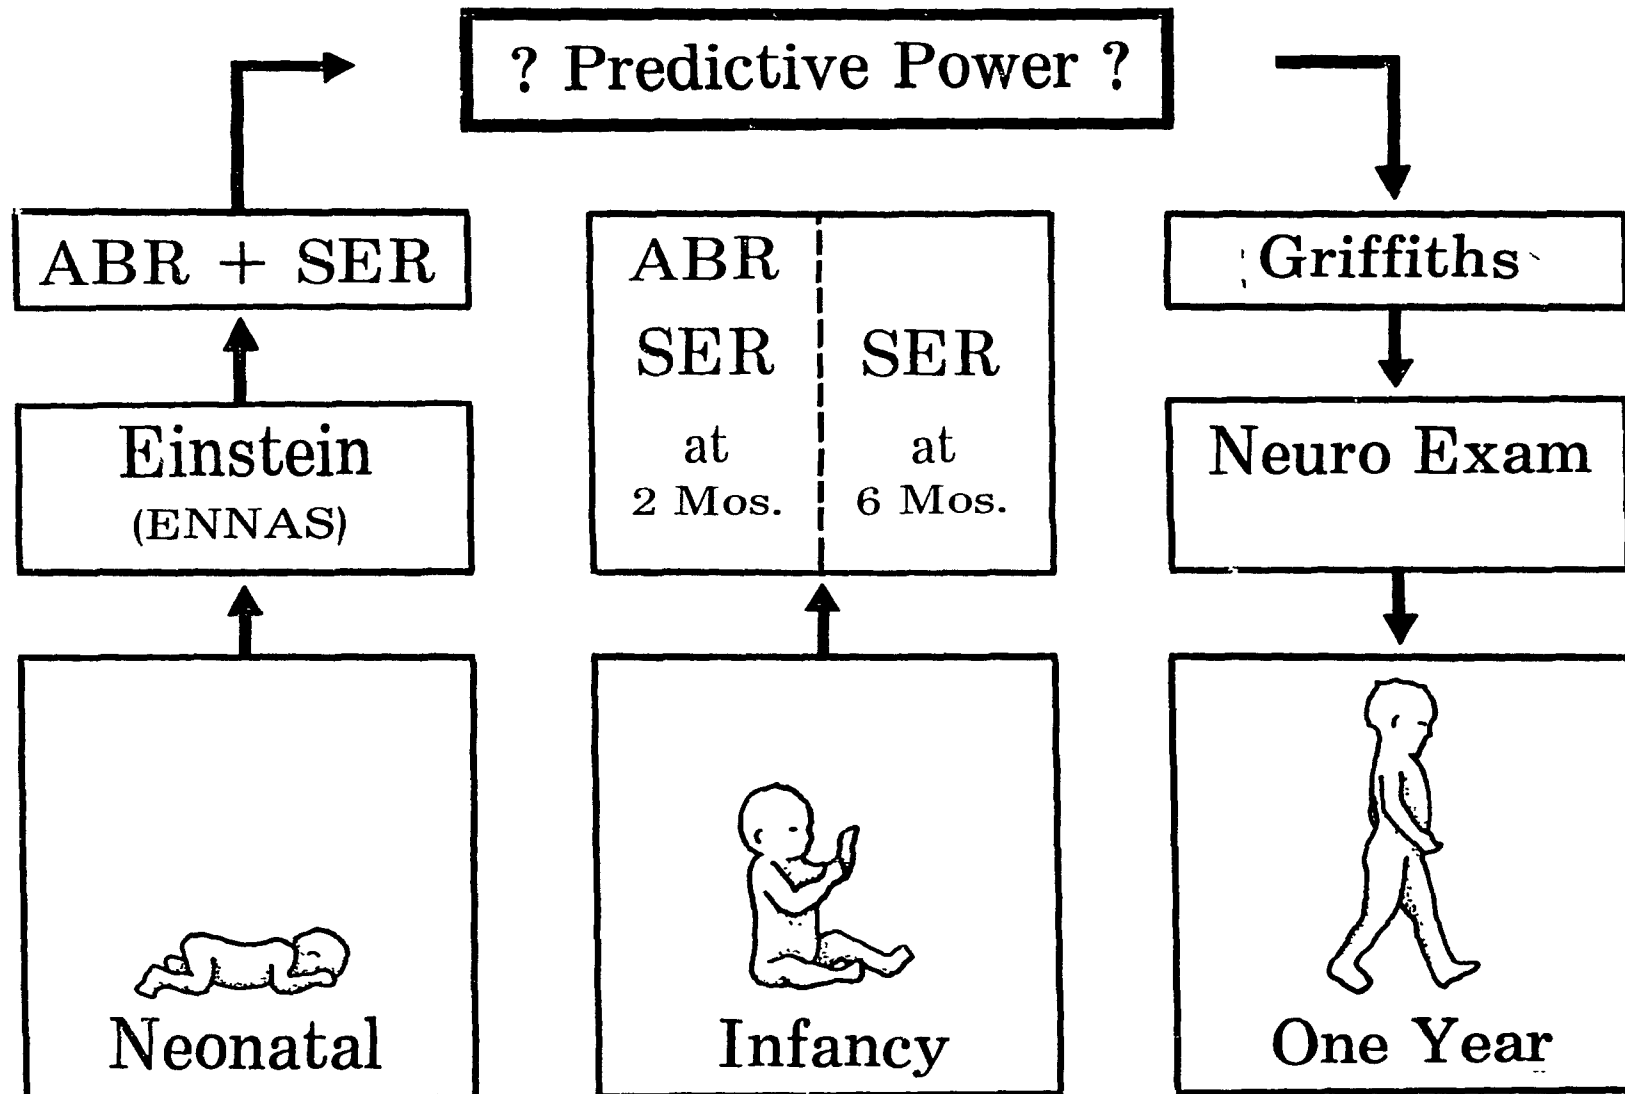 ? Predictive Power ?
ABR + SER
Einstein
(ENNAS)
Neonatal
ABR
SER
at
2 Mos.
SER
at
6 Mos.
Infancy
Griffiths
Neuro Exam
One Year